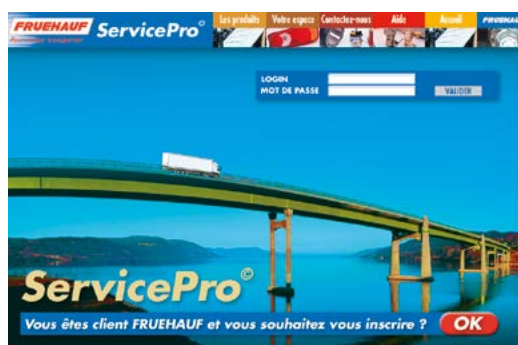 FRUEHAUF ServicePro©
Les produits Votre espace Contactez-nous Aide Accueil
LOGIN
MOT DE PASSE
VALIDER
ServicePro©
Vous êtes client FRUEHAUF et vous souhaitez vous inscrire ? OK